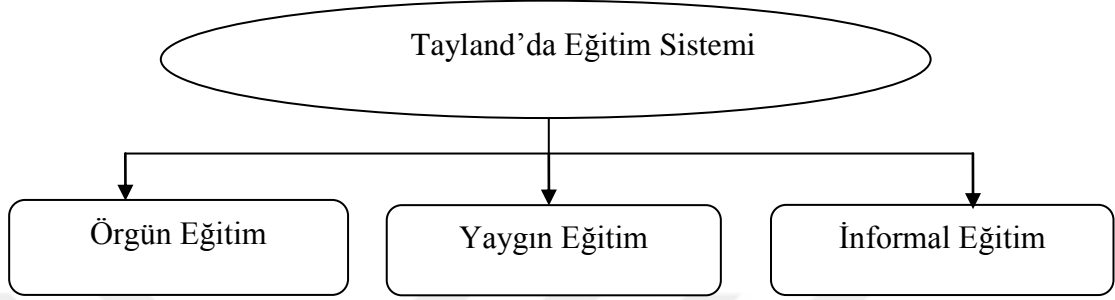 Tayland’da Eğitim Sistemi
Örgün Eğitim
Yaygın Eğitim
İnformal Eğitim